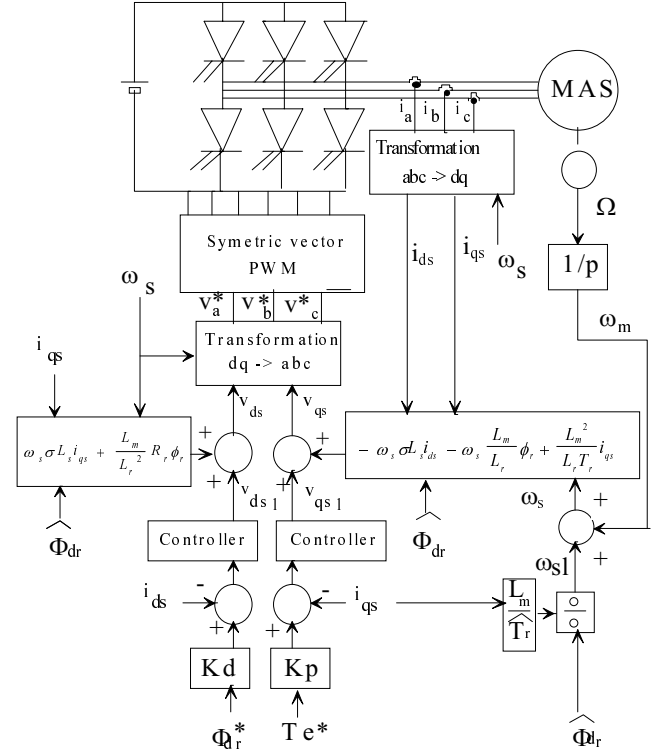 MAS
i_a i_b i_c
Transformation
abc -> dq
Ω
i_ds i_qs
ω_s
1/p
ω_m
Symetric vector
PWM
ω_s
v*_a v*_b v*_c
Transformation
dq -> abc
i_qs
v_ds v_qs
ω_s σ L_s i_qs + L_m / L_r^2 R_r ϕ_r
+ +
+ +
− ω_s σL_s i_ds − ω_s L_m / L_r ϕ_r + L_m^2 / L_r T_r i_qs
v_ds1 v_qs1
ω_s
+
+
Φ̂_dr
Φ̂_dr
Controller
Controller
ω_sl
i_ds
-
+
-
+
i_qs
L_m / T̂_r
÷
÷
Kd
Kp
Φ_dr*
Te*
Φ̂_dr